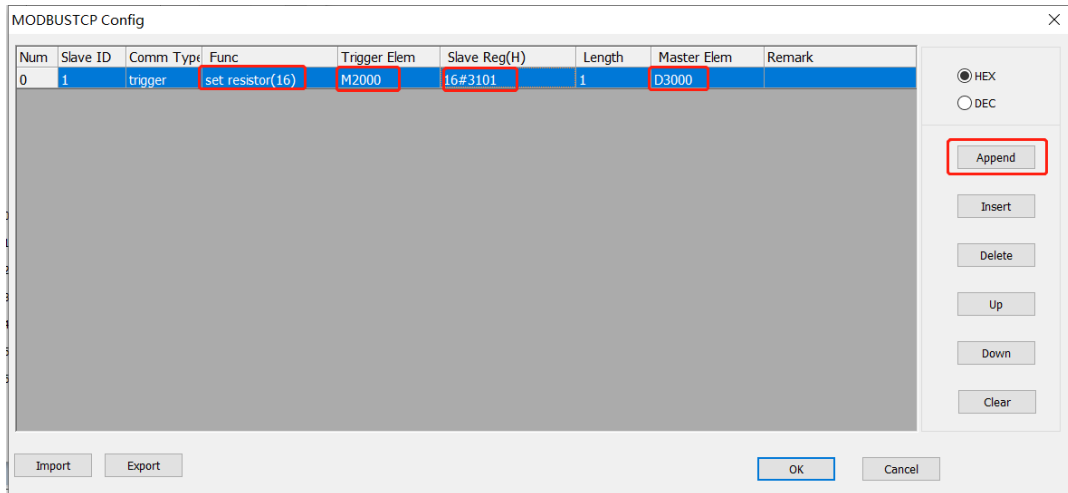 MODBUSTCP Config
Num Slave ID Comm Type Func Trigger Elem Slave Reg(H) Length Master Elem Remark
0 1 trigger set resistor(16) M2000 16#3101 1 D3000
HEX
DEC
Append
Insert
Delete
Up
Down
Clear
Import Export OK Cancel